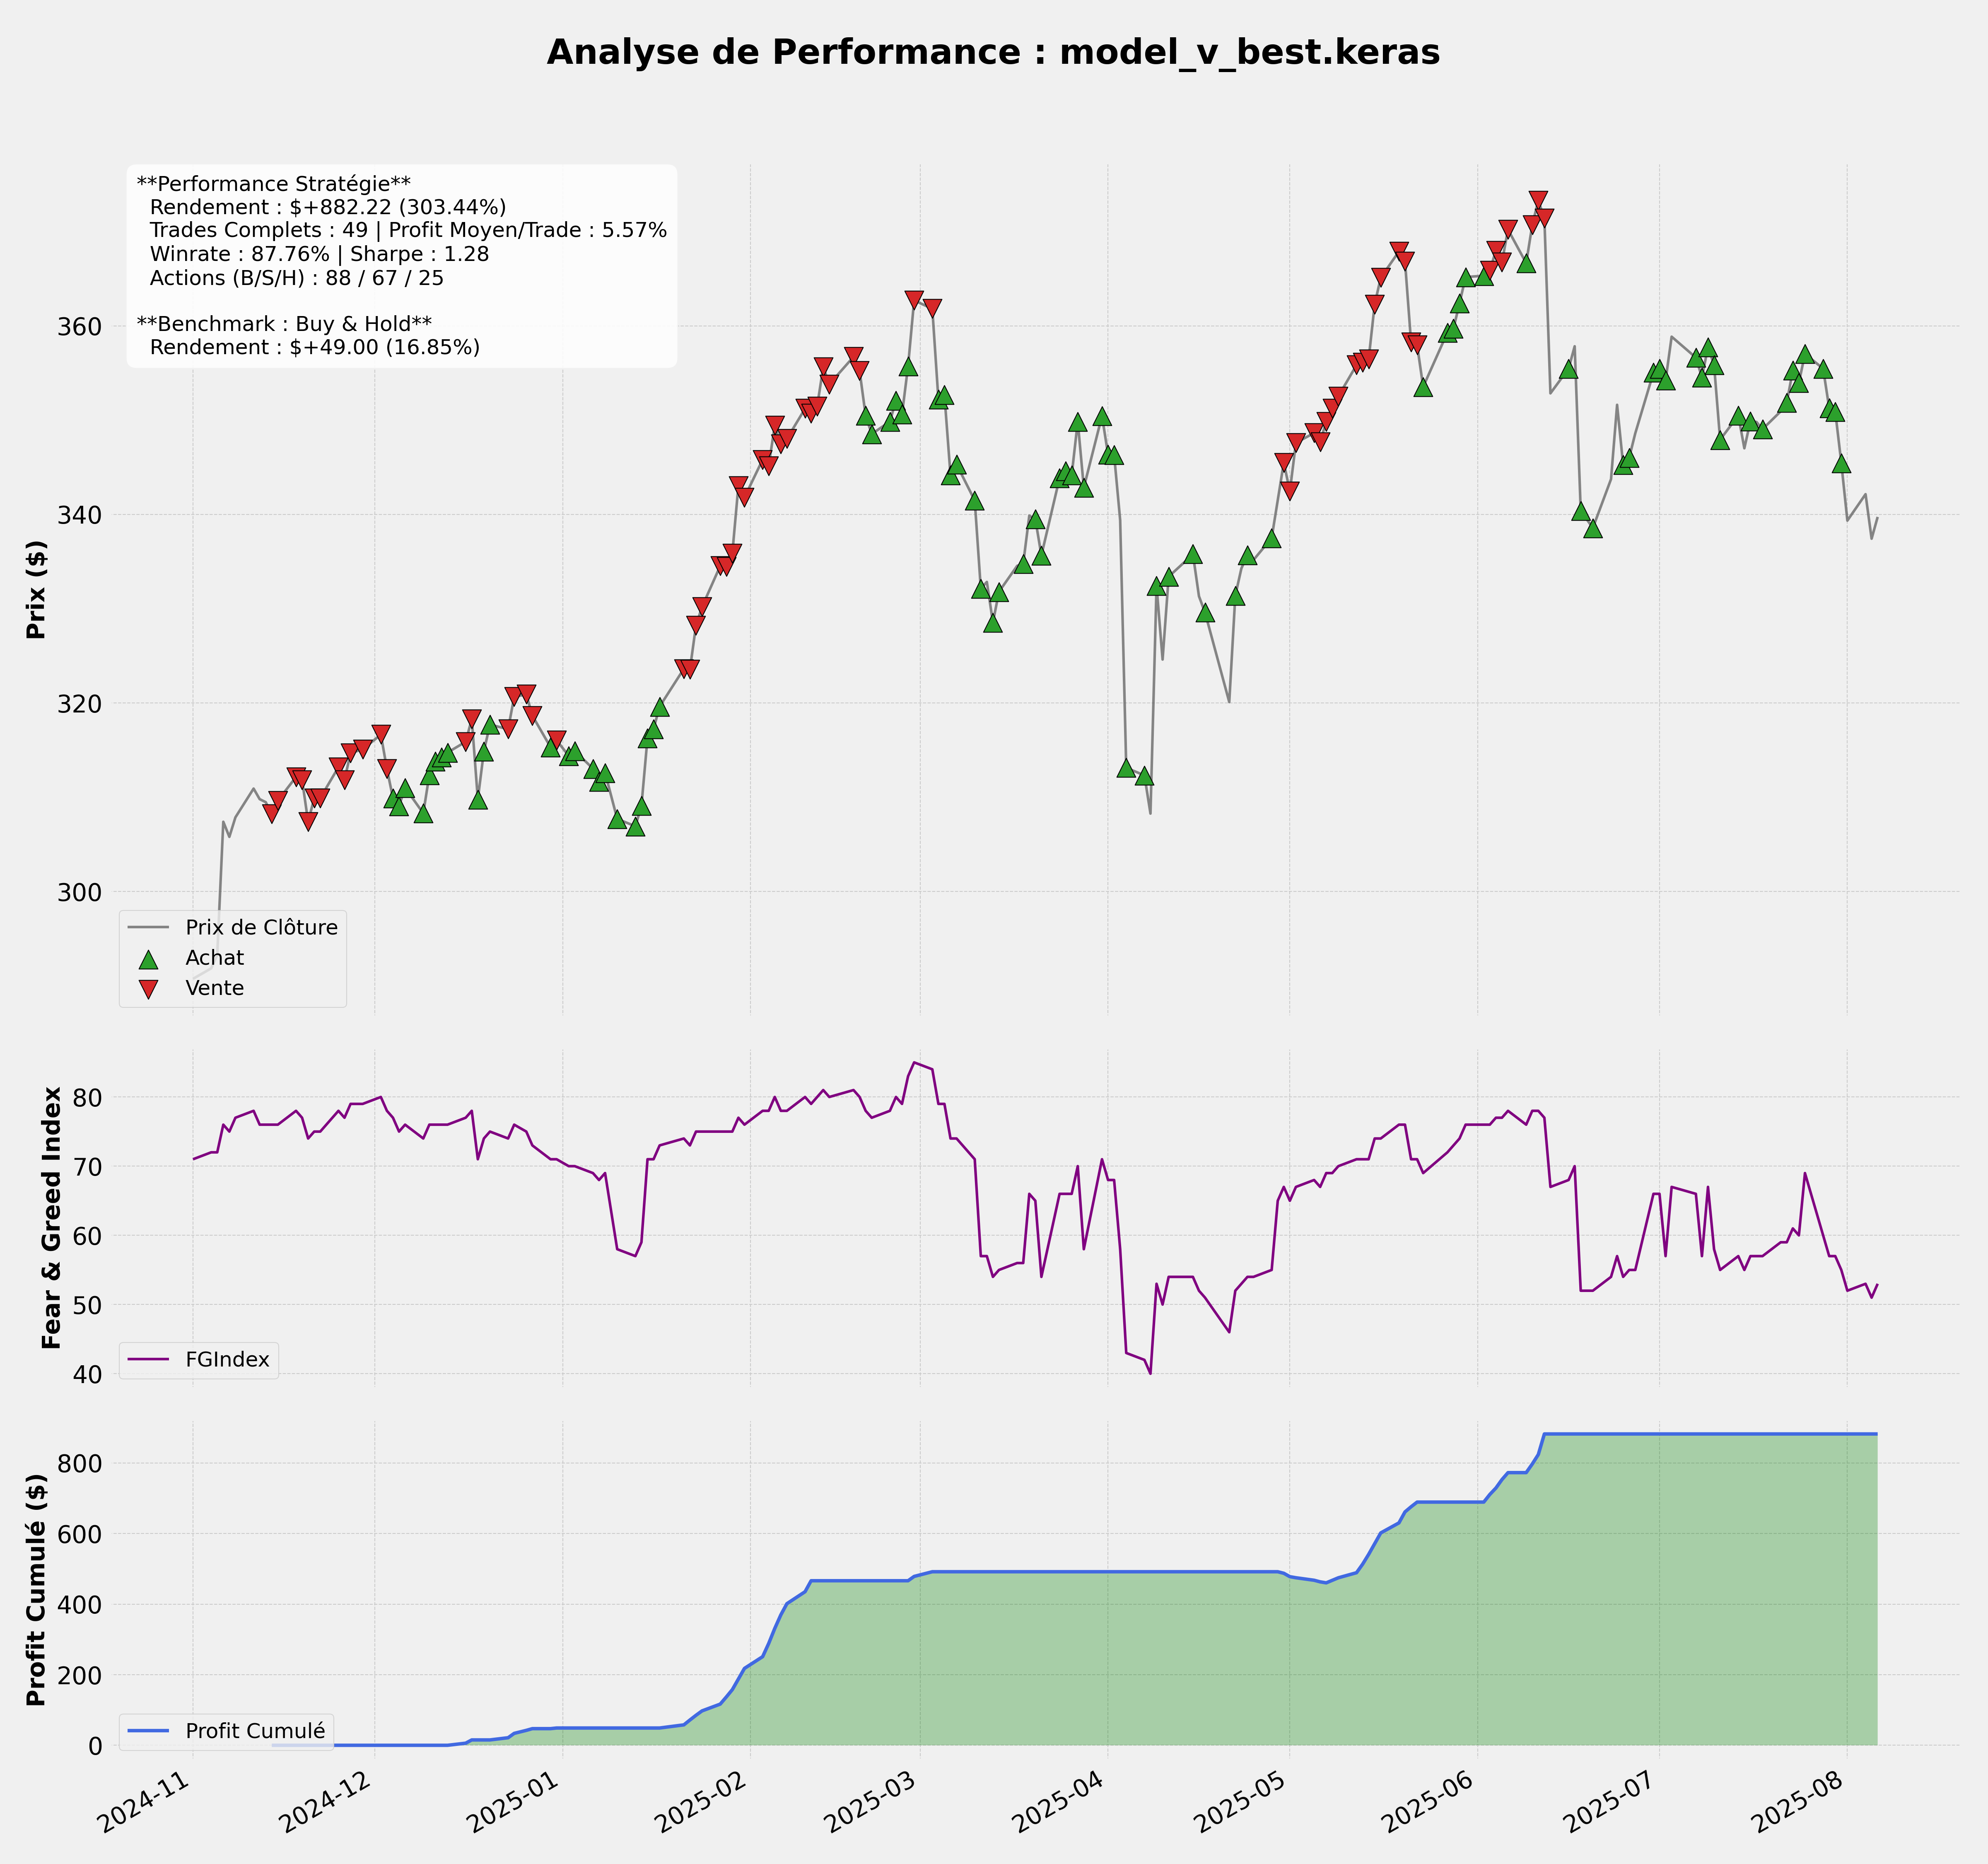 Analyse de Performance : model_v_best.keras
**Performance Stratégie**
Rendement : $+882.22 (303.44%)
Trades Complets : 49 | Profit Moyen/Trade : 5.57%
Winrate : 87.76% | Sharpe : 1.28
Actions (B/S/H) : 88 / 67 / 25
**Benchmark : Buy & Hold**
Rendement : $+49.00 (16.85%)
Prix ($)
360
340
320
300
Prix de Clôture
Achat
Vente
Fear & Greed Index
80
70
60
50
40
FGIndex
Profit Cumulé ($)
800
600
400
200
0
Profit Cumulé
2024-11
2024-12
2025-01
2025-02
2025-03
2025-04
2025-05
2025-06
2025-07
2025-08